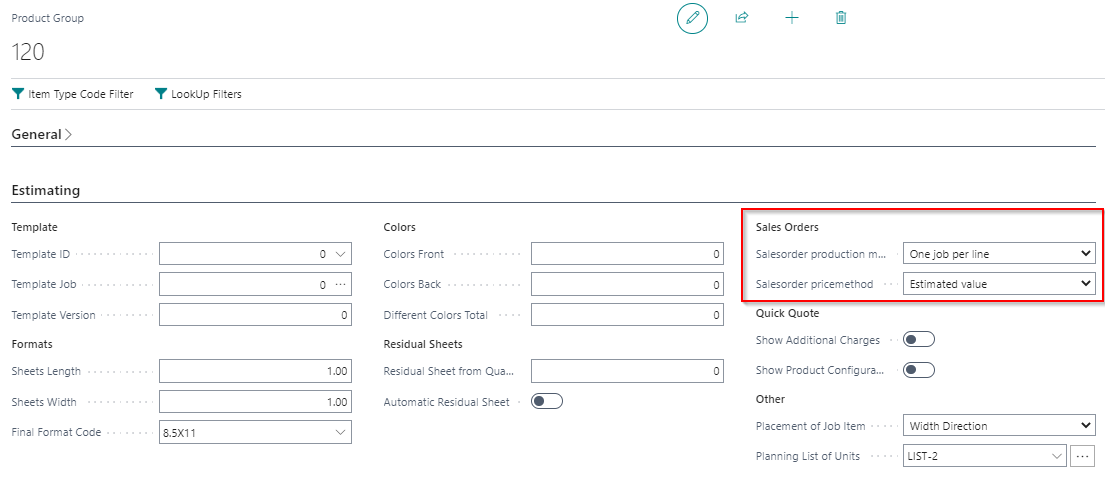 Product Group
120
Item Type Code Filter
LookUp Filters
General
Estimating
Template
Template ID
0
Template Job
0
Template Version
0
Formats
Sheets Length
1.00
Sheets Width
1.00
Final Format Code
8.5X11
Colors
Colors Front
0
Colors Back
0
Different Colors Total
0
Residual Sheets
Residual Sheet from Qua...
0
Automatic Residual Sheet
Sales Orders
Salesorder production m...
One job per line
Salesorder pricemethod
Estimated value
Quick Quote
Show Additional Charges
Show Product Configura...
Other
Placement of Job Item
Width Direction
Planning List of Units
LIST-2